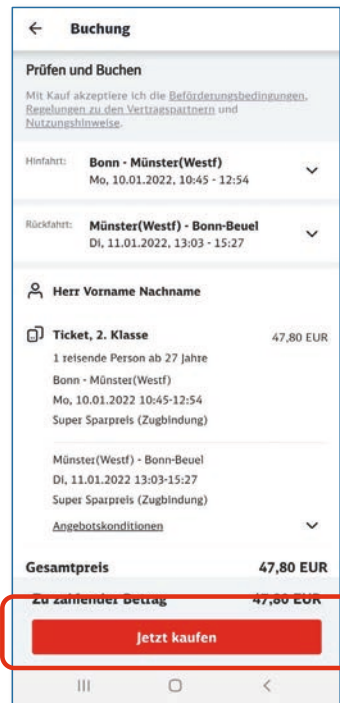 Buchung
Prüfen und Buchen
Mit Kauf akzeptiere ich die Beförderungsbedingungen,
Regelungen zu den Vertragspartnern und
Nutzungshinweise.
Hinfahrt: Bonn - Münster(Westf)
Mo, 10.01.2022, 10:45 - 12:54
Rückfahrt: Münster(Westf) - Bonn-Beuel
Di, 11.01.2022, 13:03 - 15:27
Herr Vorname Nachname
Ticket, 2. Klasse 47,80 EUR
1 reisende Person ab 27 Jahre
Bonn - Münster(Westf)
Mo, 10.01.2022 10:45-12:54
Super Sparpreis (Zugbindung)
Münster(Westf) - Bonn-Beuel
Di, 11.01.2022 13:03-15:27
Super Sparpreis (Zugbindung)
Angebotskonditionen
Gesamtpreis 47,80 EUR
Zu zahlender Betrag 47,80 EUR
Jetzt kaufen